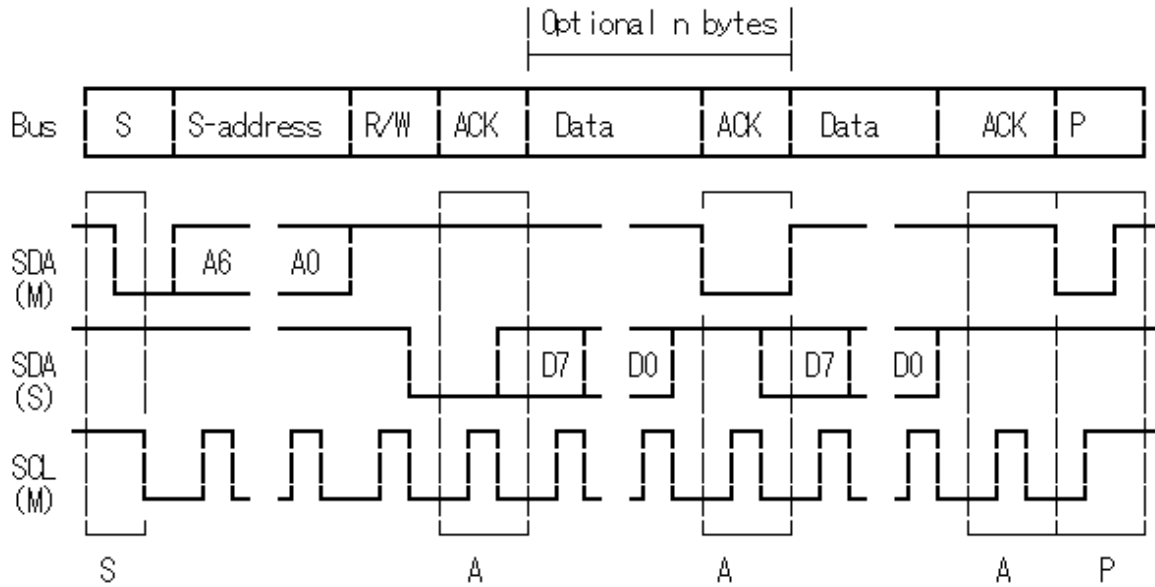 Optional n bytes
Bus S S-address R/W ACK Data ACK Data ACK P
SDA (M) A6 A0
SDA (S) D7 D0 D7 D0
SCL (M)
S A A A P